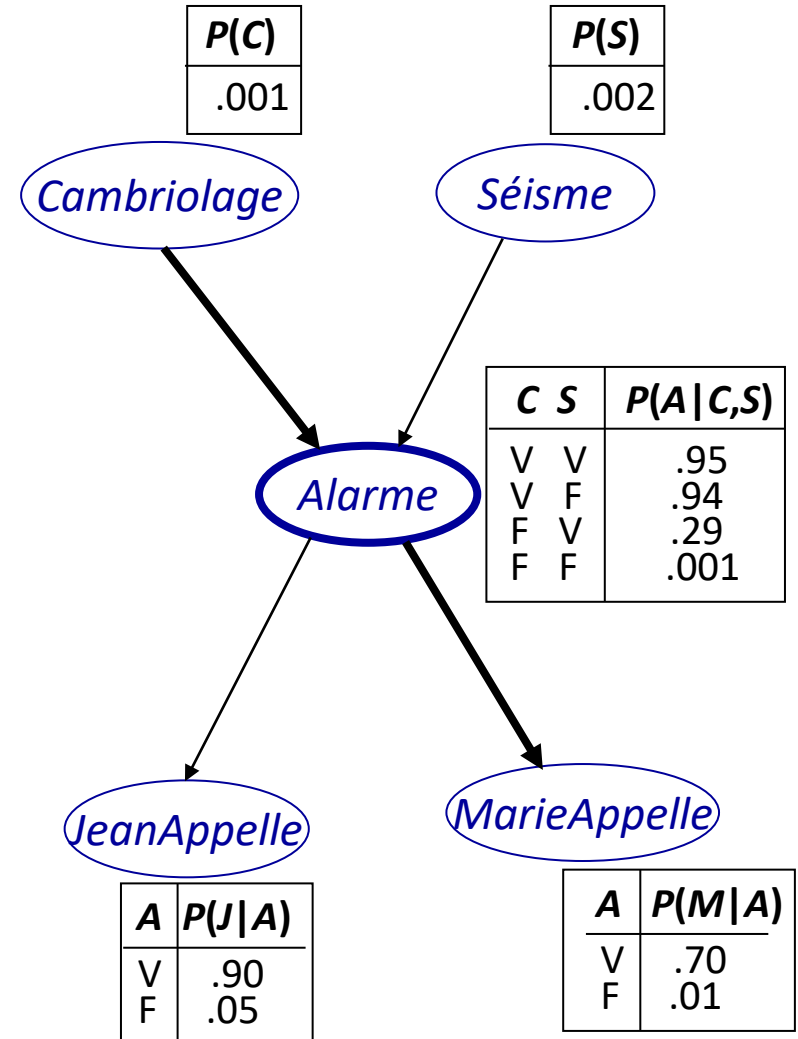 P(C)
.001
P(S)
.002
Cambriolage
Séisme
C S P(A|C,S)
V V .95
V F .94
F V .29
F F .001
Alarme
JeanAppelle
MarieAppelle
A P(J|A)
V .90
F .05
A P(M|A)
V .70
F .01